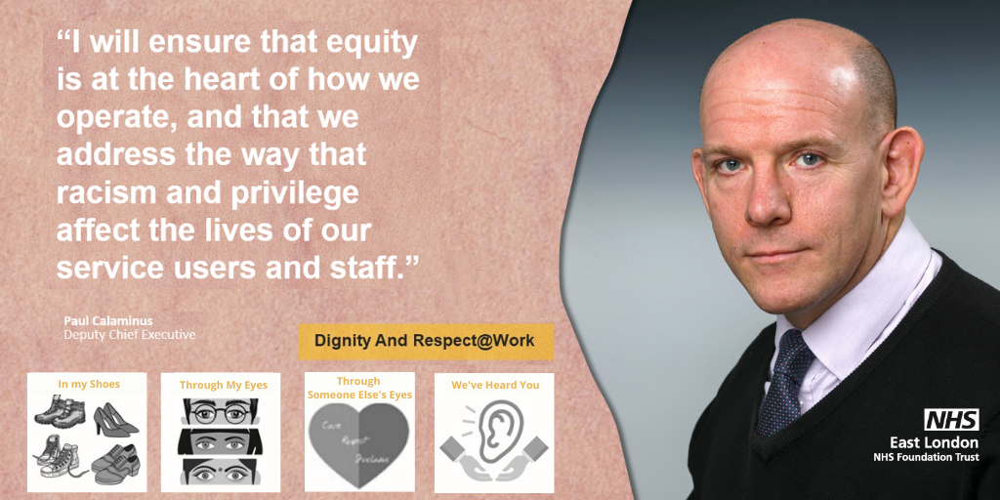 “I will ensure that equity
is at the heart of how we
operate, and that we
address the way that
racism and privilege
affect the lives of our
service users and staff.”
Paul Calaminus
Deputy Chief Executive
Dignity And Respect@Work
In my Shoes
Through My Eyes
Through
Someone Else's Eyes
We've Heard You
Care
Respect
Inclusive
NHS
East London
NHS Foundation Trust